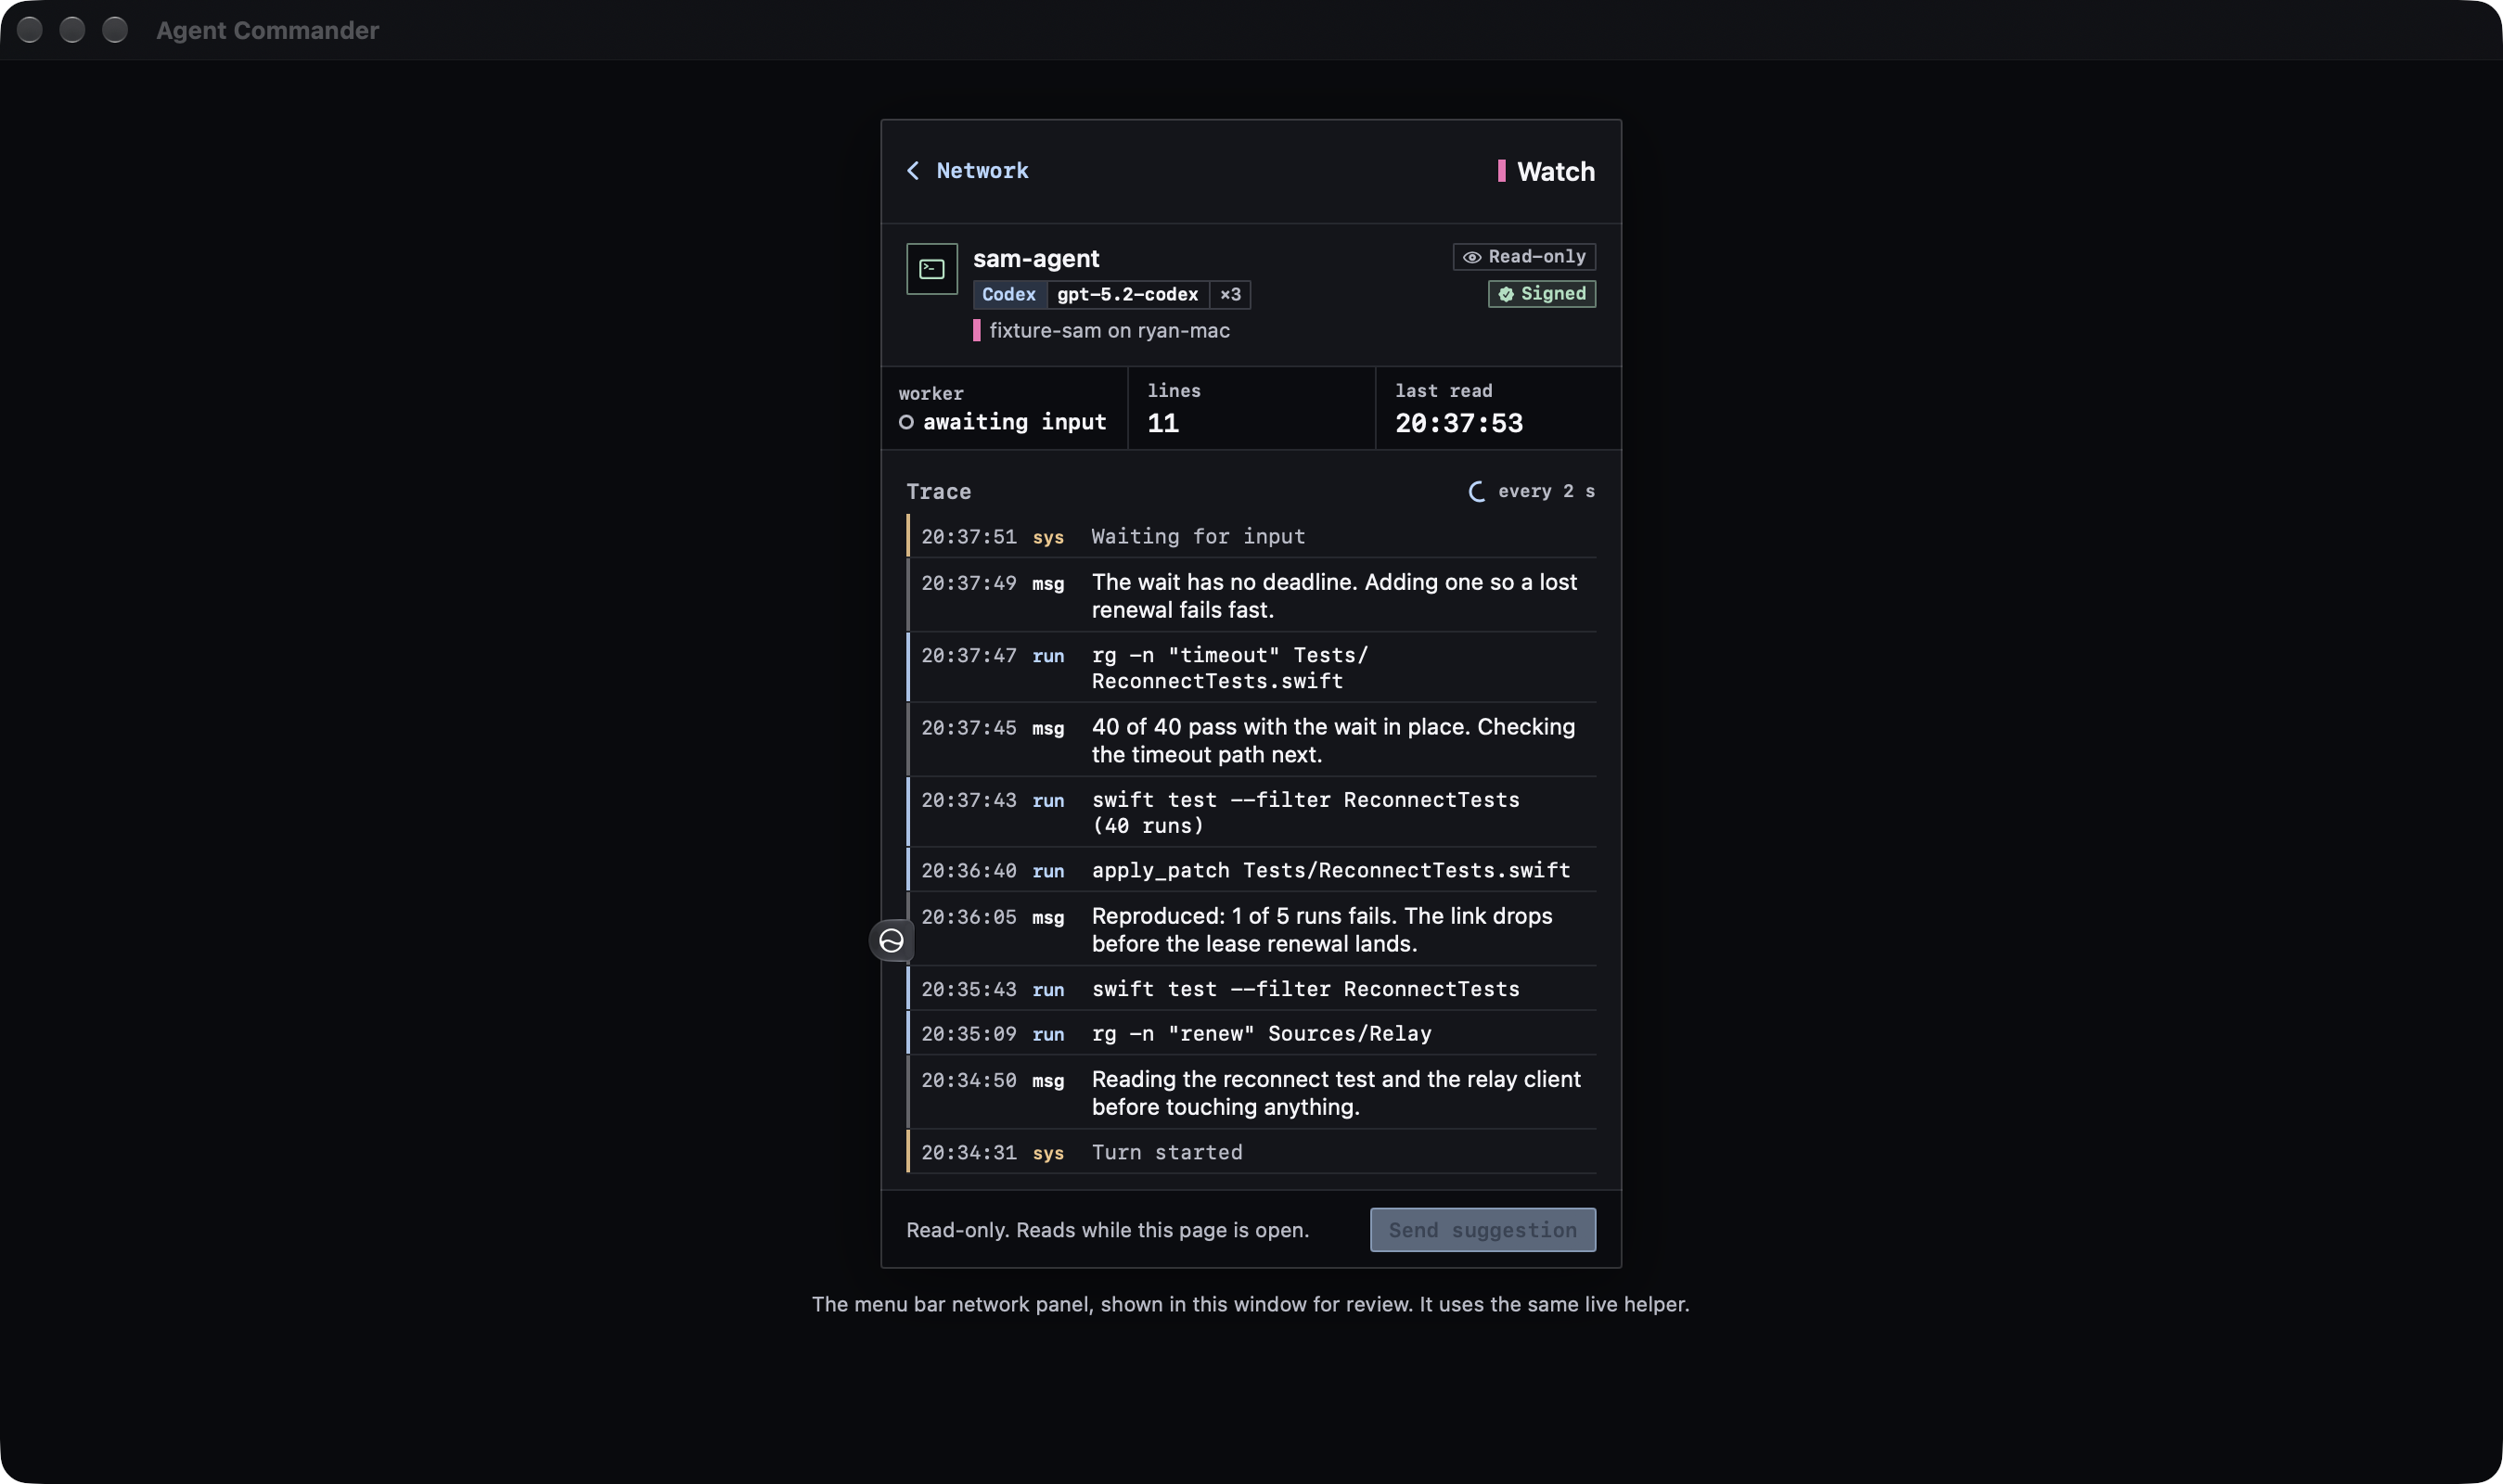 Agent Commander
Network
Watch
sam-agent
Read-only
Codex gpt-5.2-codex ×3
Signed
fixture-sam on ryan-mac
worker
awaiting input
lines
11
last read
20:37:53
Trace
every 2 s
20:37:51 sys Waiting for input
20:37:49 msg The wait has no deadline. Adding one so a lost
renewal fails fast.
20:37:47 run rg -n "timeout" Tests/
ReconnectTests.swift
20:37:45 msg 40 of 40 pass with the wait in place. Checking
the timeout path next.
20:37:43 run swift test --filter ReconnectTests
(40 runs)
20:36:40 run apply_patch Tests/ReconnectTests.swift
20:36:05 msg Reproduced: 1 of 5 runs fails. The link drops
before the lease renewal lands.
20:35:43 run swift test --filter ReconnectTests
20:35:09 run rg -n "renew" Sources/Relay
20:34:50 msg Reading the reconnect test and the relay client
before touching anything.
20:34:31 sys Turn started
Read-only. Reads while this page is open.
Send suggestion
The menu bar network panel, shown in this window for review. It uses the same live helper.